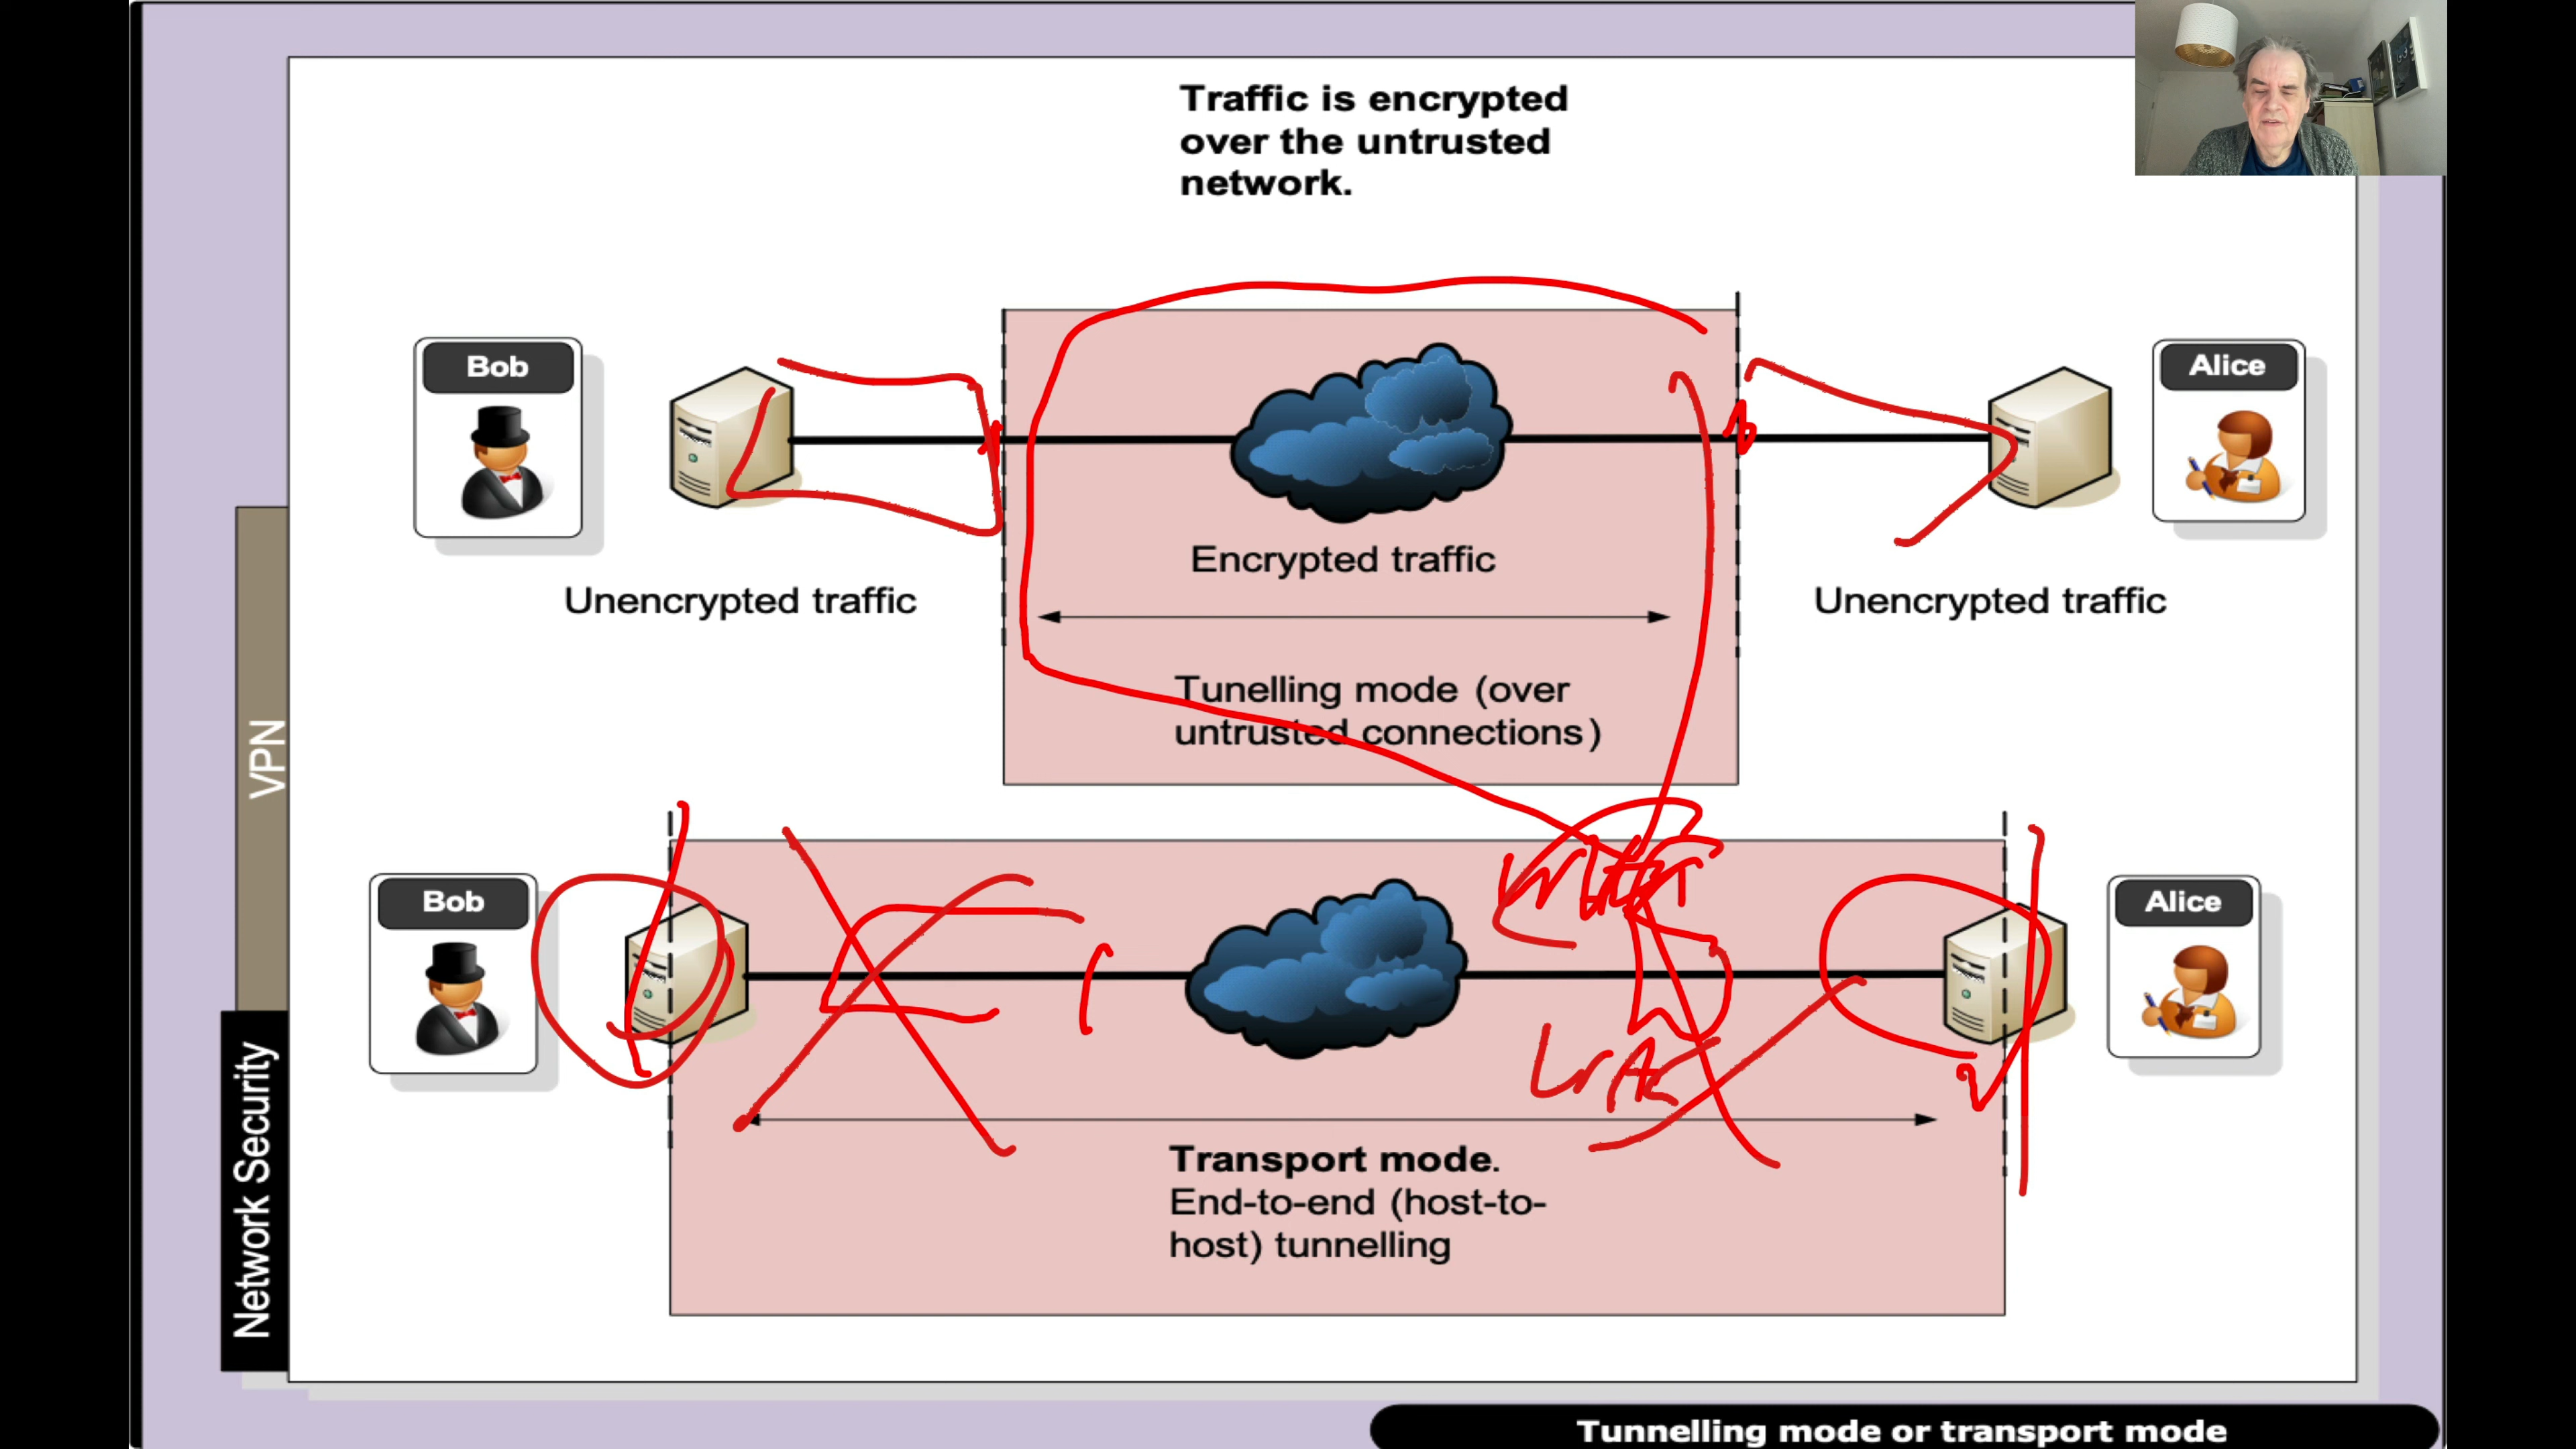 Traffic is encrypted
over the untrusted
network.
Bob
Alice
Encrypted traffic
Unencrypted traffic
Unencrypted traffic
Tunelling mode (over
untrusted connections)
VPN
Bob
Alice
Transport mode.
End-to-end (host-to-
host) tunnelling
Network Security
Tunnelling mode or transport mode